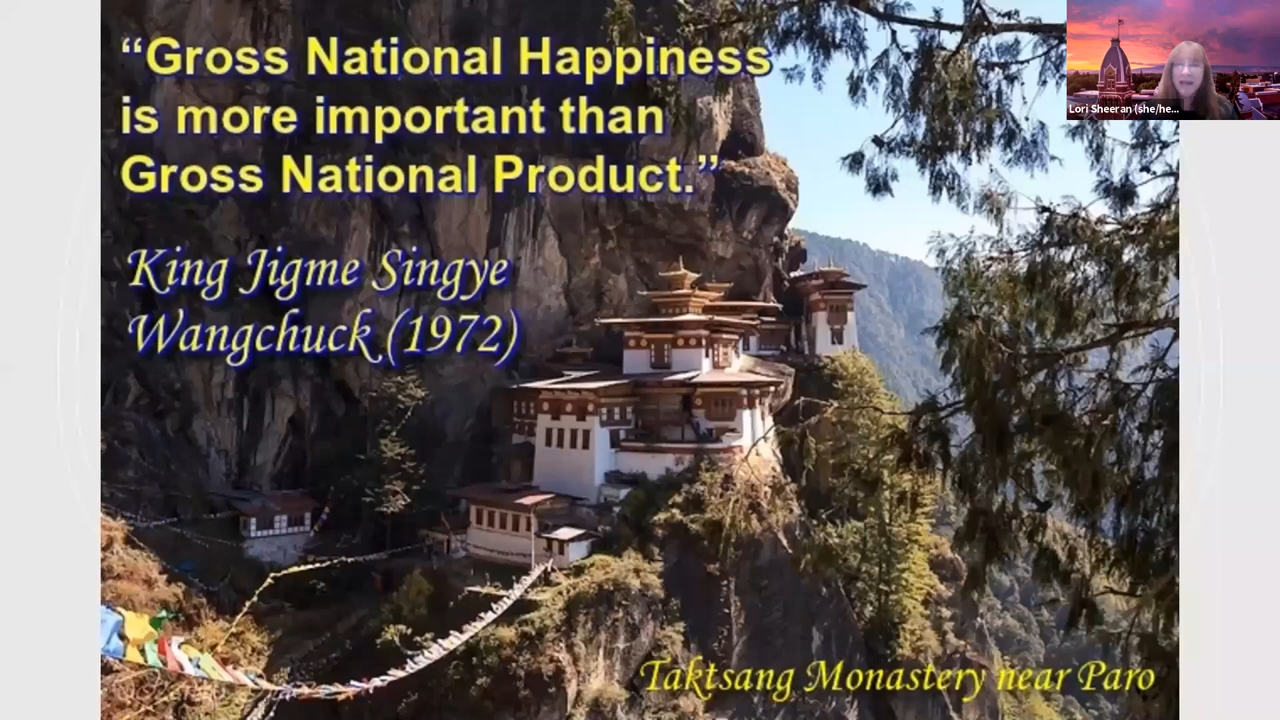 “Gross National Happiness
is more important than
Gross National Product.”
King Jigme Singye
Wangchuck (1972)
Taktsang Monastery near Paro
Lori Sheeran (she/he...